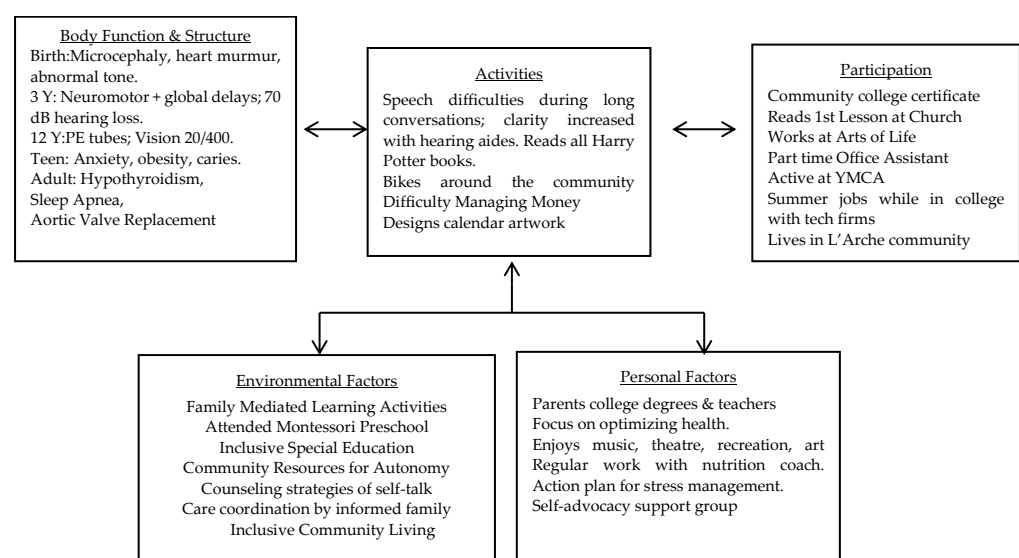 Body Function & Structure
Birth:Microcephaly, heart murmur,
abnormal tone.
3 Y: Neuromotor + global delays; 70
dB hearing loss.
12 Y:PE tubes; Vision 20/400.
Teen: Anxiety, obesity, caries.
Adult: Hypothyroidism,
Sleep Apnea,
Aortic Valve Replacement
Activities
Speech difficulties during long
conversations; clarity increased
with hearing aides. Reads all Harry
Potter books.
Bikes around the community
Difficulty Managing Money
Designs calendar artwork
Participation
Community college certificate
Reads 1st Lesson at Church
Works at Arts of Life
Part time Office Assistant
Active at YMCA
Summer jobs while in college
with tech firms
Lives in L'Arche community
Environmental Factors
Family Mediated Learning Activities
Attended Montessori Preschool
Inclusive Special Education
Community Resources for Autonomy
Counseling strategies of self-talk
Care coordination by informed family
Inclusive Community Living
Personal Factors
Parents college degrees & teachers
Focus on optimizing health.
Enjoys music, theatre, recreation, art
Regular work with nutrition coach.
Action plan for stress management.
Self-advocacy support group